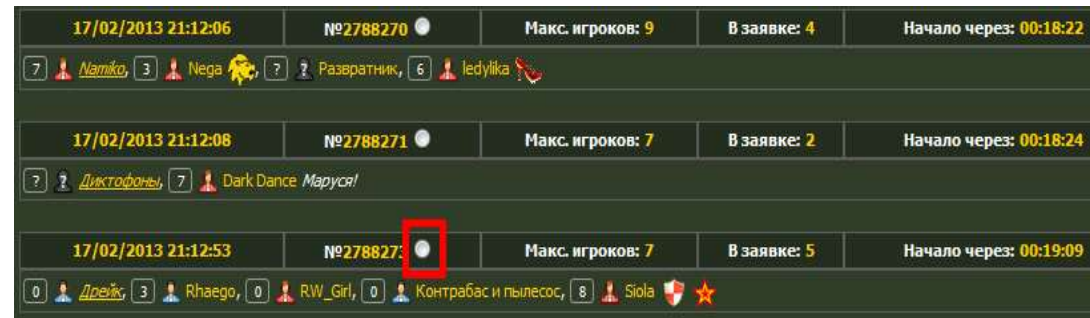 17/02/2013 21:12:06 №2788270 Макс. игроков: 9 В заявке: 4 Начало через: 00:18:22
7 Namiko, 3 Nega, ? ? Развратник, 6 ledylika
17/02/2013 21:12:08 №2788271 Макс. игроков: 7 В заявке: 2 Начало через: 00:18:24
? ? Диктофоны, 7 Dark Dance Маруся!
17/02/2013 21:12:53 №2788273 Макс. игроков: 7 В заявке: 5 Начало через: 00:19:09
0 Дрейк, 3 Rhaego, 0 RW_Girl, 0 Контрабас и пылесос, 8 Siola